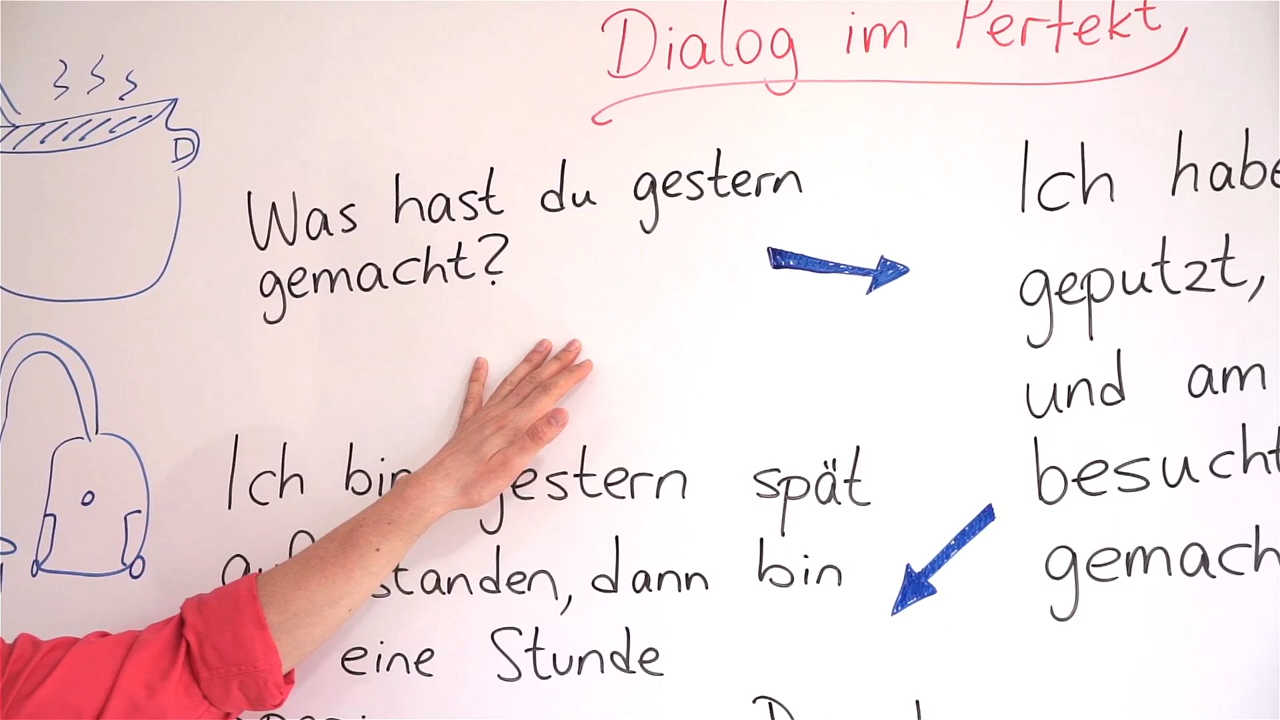 Dialog im Perfekt
Was hast du gestern
gemacht?
Ich habe
geputzt,
und am
besucht
gemach
Ich bin gestern spät
standen, dann bin
eine Stunde